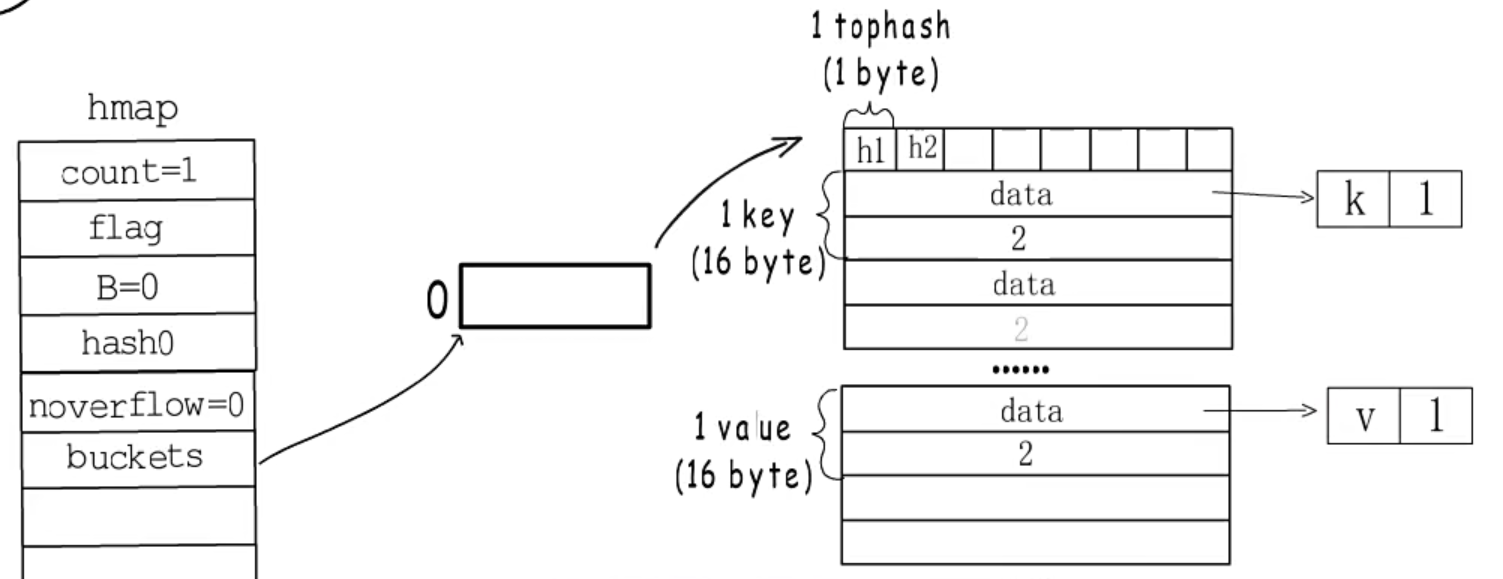 hmap
count=1
flag
B=0
hash0
noverflow=0
buckets
0
1 tophash
(1 byte)
h1 h2
1 key
(16 byte)
data
2
data
2
k 1
......
1 value
(16 byte)
data
2
v 1